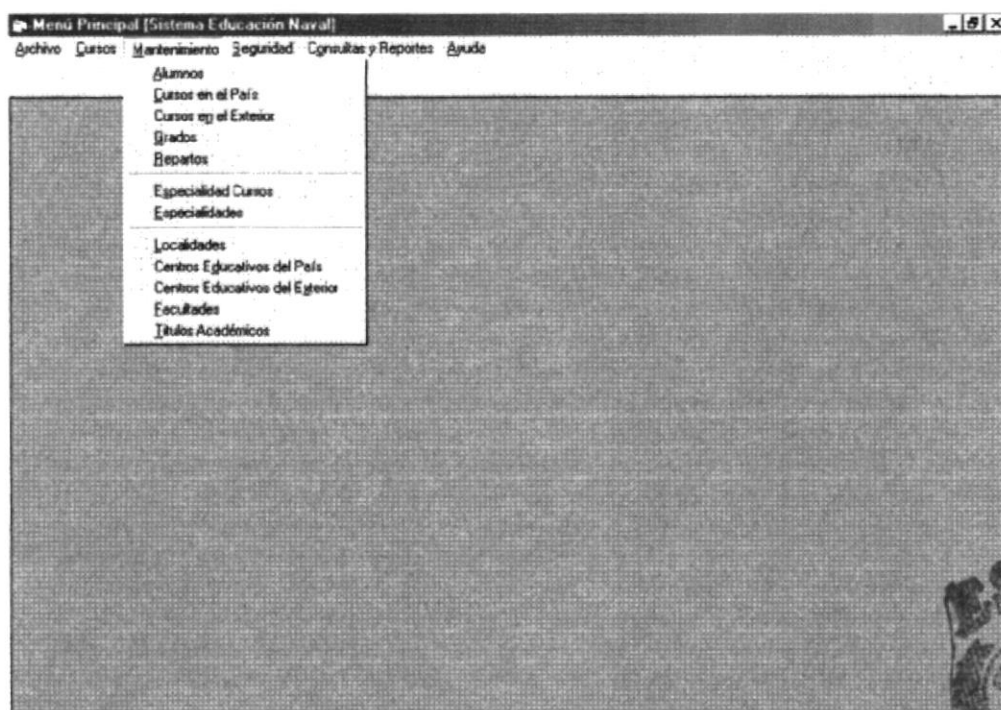 Menú Principal [Sistema Educación Naval]
Archivo Cursos Mantenimiento Seguridad Consultas y Reportes Ayuda
Alumnos
Cursos en el País
Cursos en el Exterior
Grados
Repartos
Especialidad Cursos
Especialidades
Localidades
Centros Educativos del País
Centros Educativos del Exterior
Facultades
Títulos Académicos